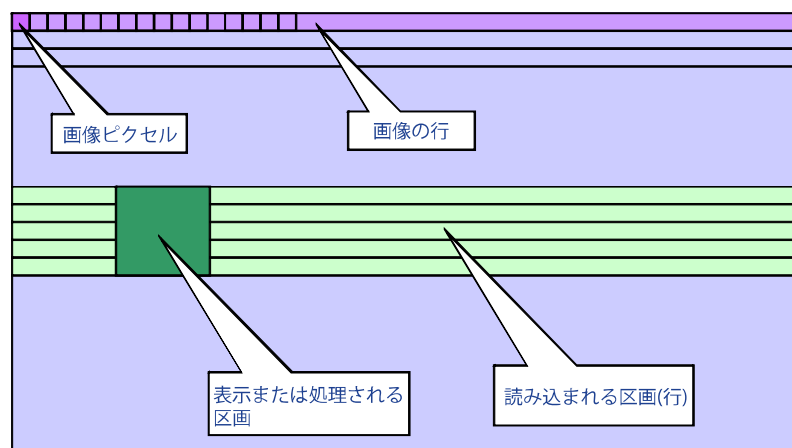 画像ピクセル
画像の行
表示または処理される
区画
読み込まれる区画(行)